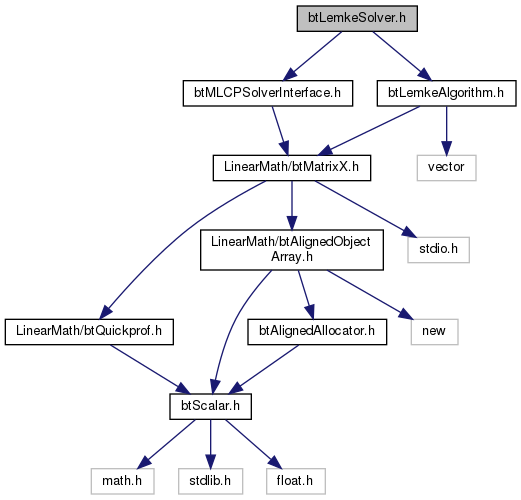 btLemkeSolver.h
btMLCPSolverInterface.h
btLemkeAlgorithm.h
LinearMath/btMatrixX.h
vector
LinearMath/btAlignedObject
Array.h
stdio.h
LinearMath/btQuickprof.h
btAlignedAllocator.h
new
btScalar.h
math.h
stdlib.h
float.h